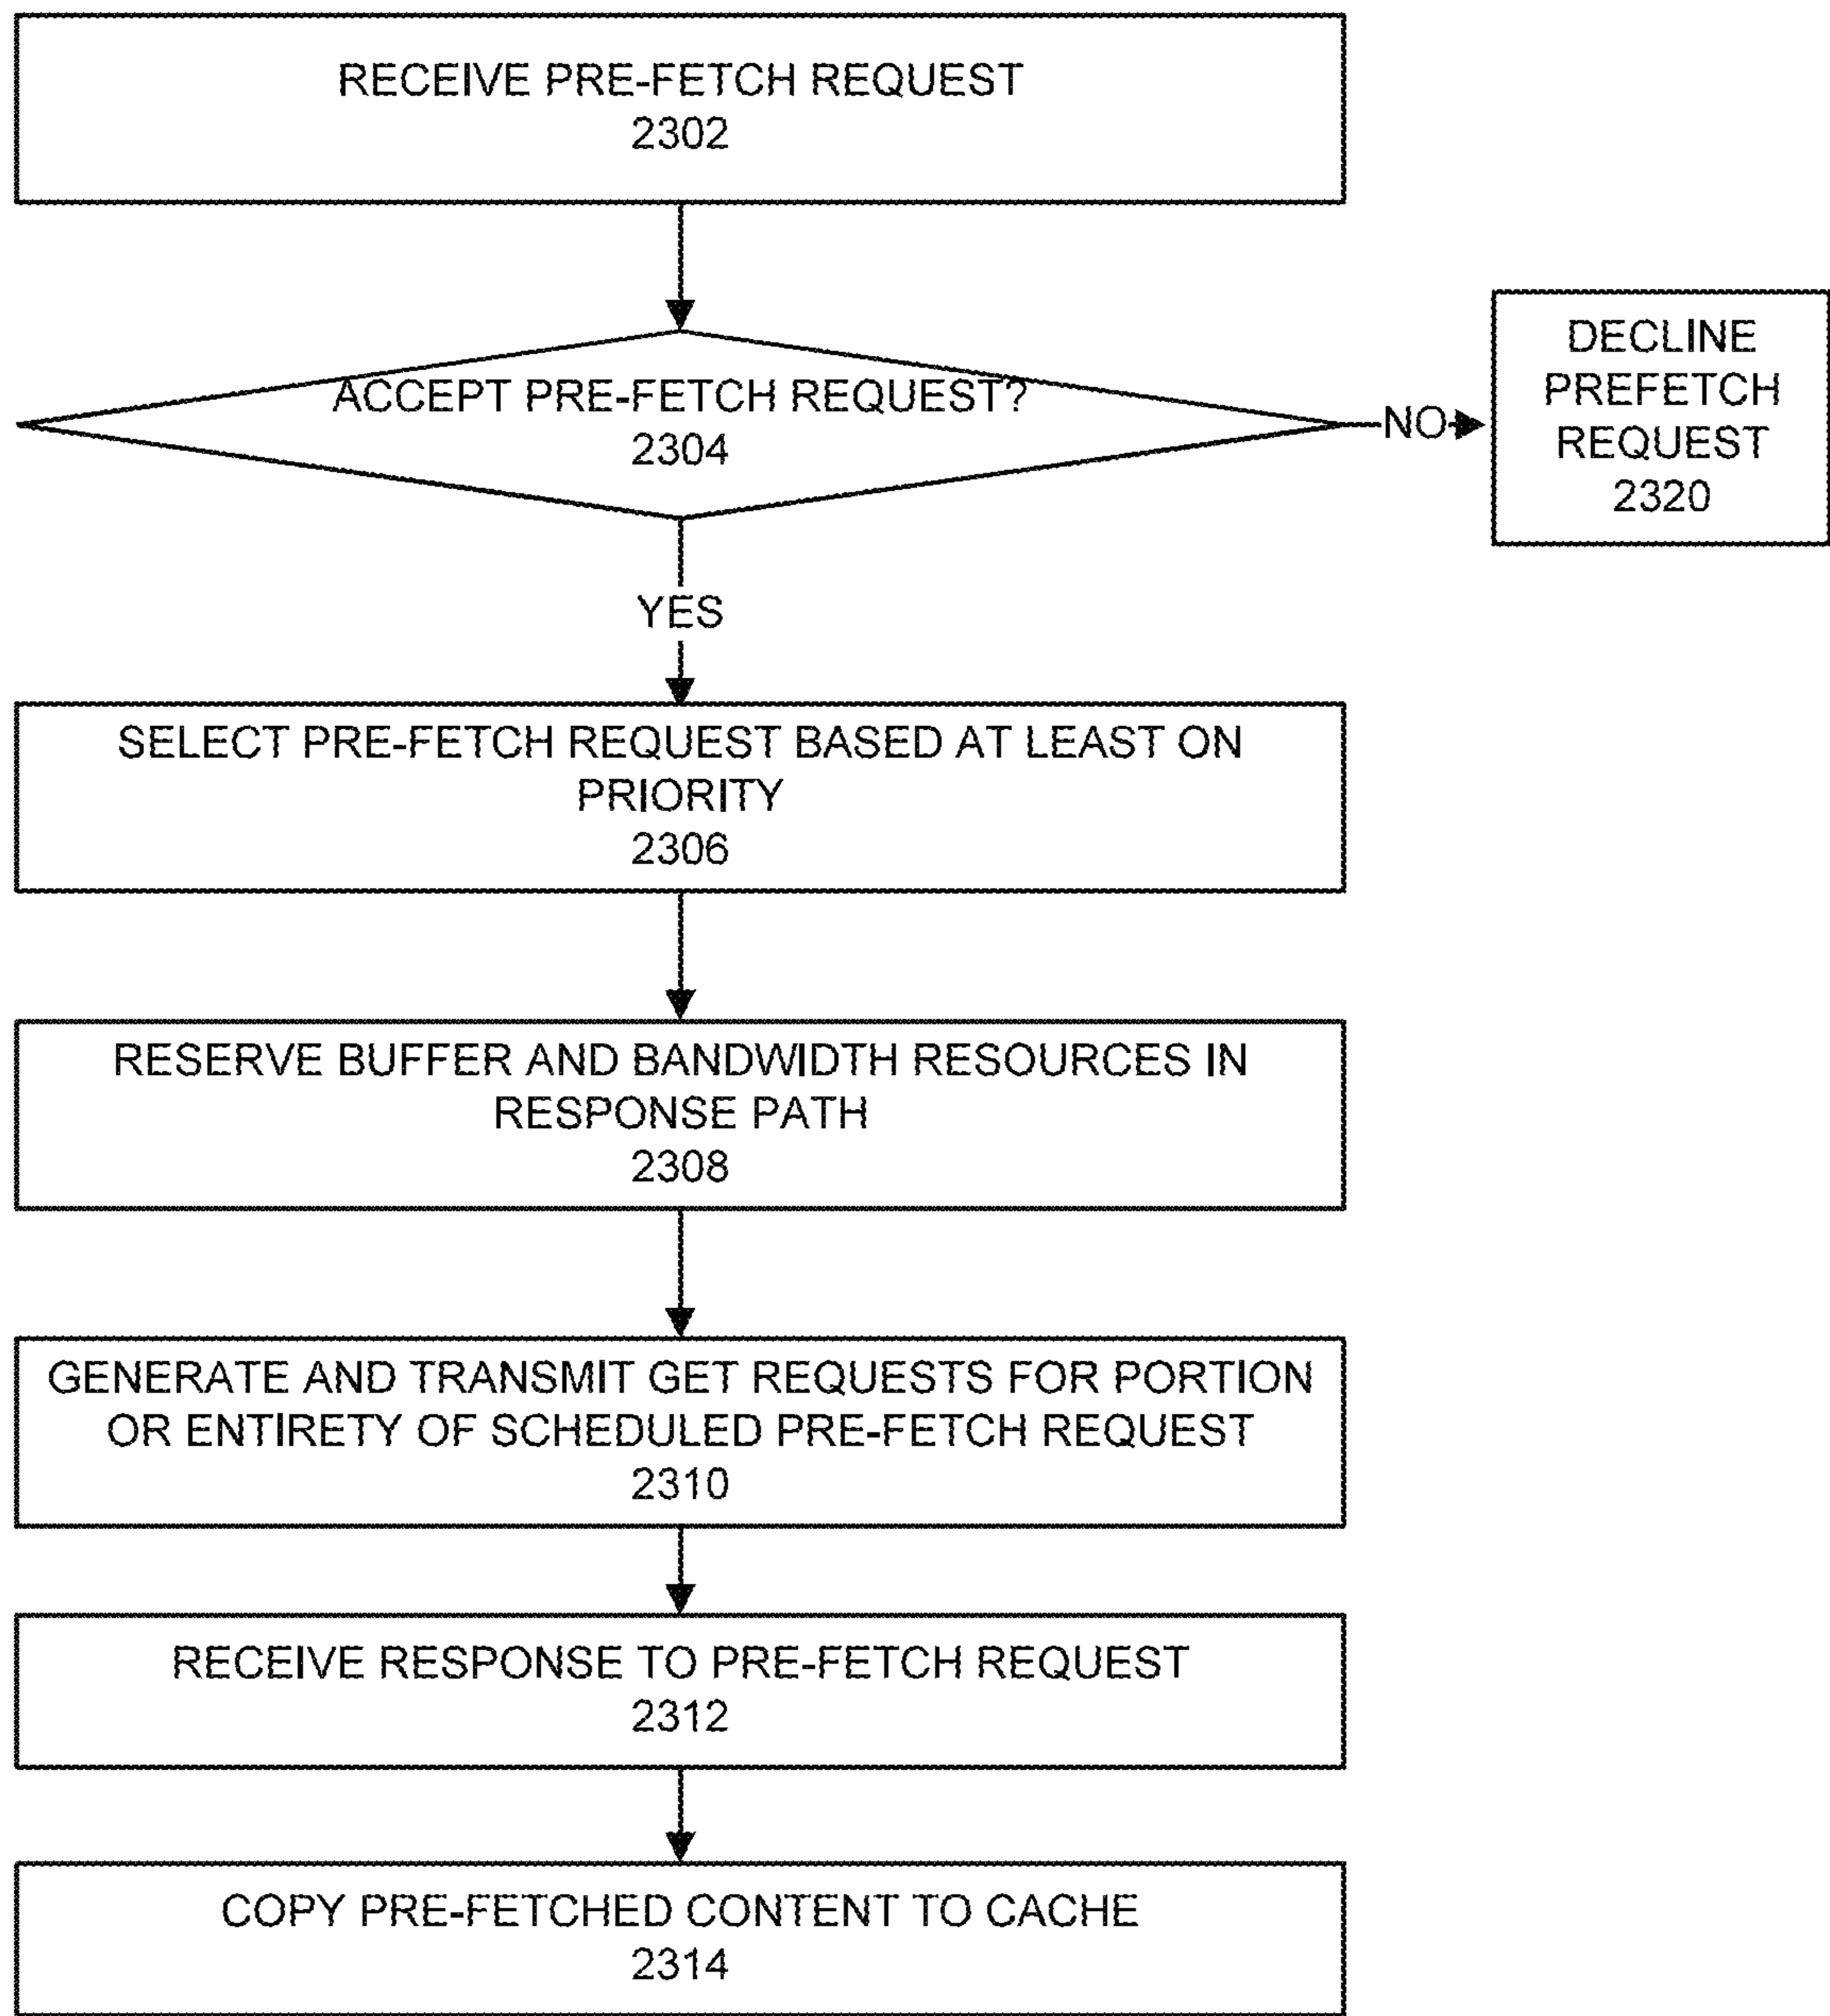 RECEIVE PRE-FETCH REQUEST
2302
ACCEPT PRE-FETCH REQUEST?
2304
NO
DECLINE
PREFETCH
REQUEST
2320
YES
SELECT PRE-FETCH REQUEST BASED AT LEAST ON
PRIORITY
2306
RESERVE BUFFER AND BANDWIDTH RESOURCES IN
RESPONSE PATH
2308
GENERATE AND TRANSMIT GET REQUESTS FOR PORTION
OR ENTIRETY OF SCHEDULED PRE-FETCH REQUEST
2310
RECEIVE RESPONSE TO PRE-FETCH REQUEST
2312
COPY PRE-FETCHED CONTENT TO CACHE
2314